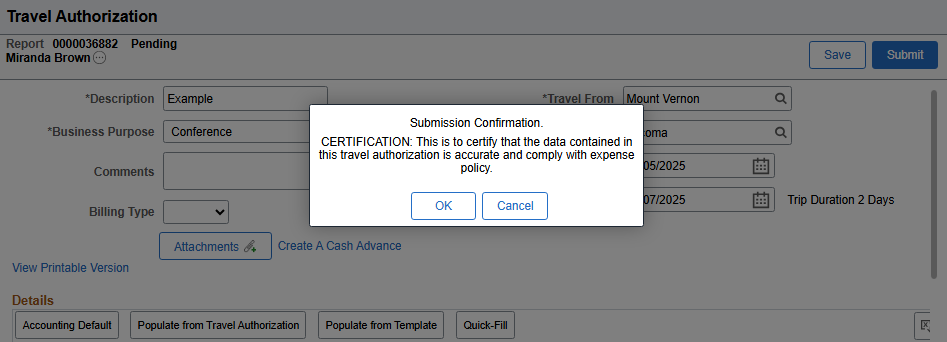 Travel Authorization
Report 0000036882 Pending
Miranda Brown
Save
Submit
*Description Example
*Travel From Mount Vernon
*Business Purpose Conference
oma
Comments
05/2025
07/2025
Trip Duration 2 Days
Billing Type
Submission Confirmation.
CERTIFICATION: This is to certify that the data contained in
this travel authorization is accurate and comply with expense
policy.
OK
Cancel
Attachments
Create A Cash Advance
View Printable Version
Details
Accounting Default
Populate from Travel Authorization
Populate from Template
Quick-Fill